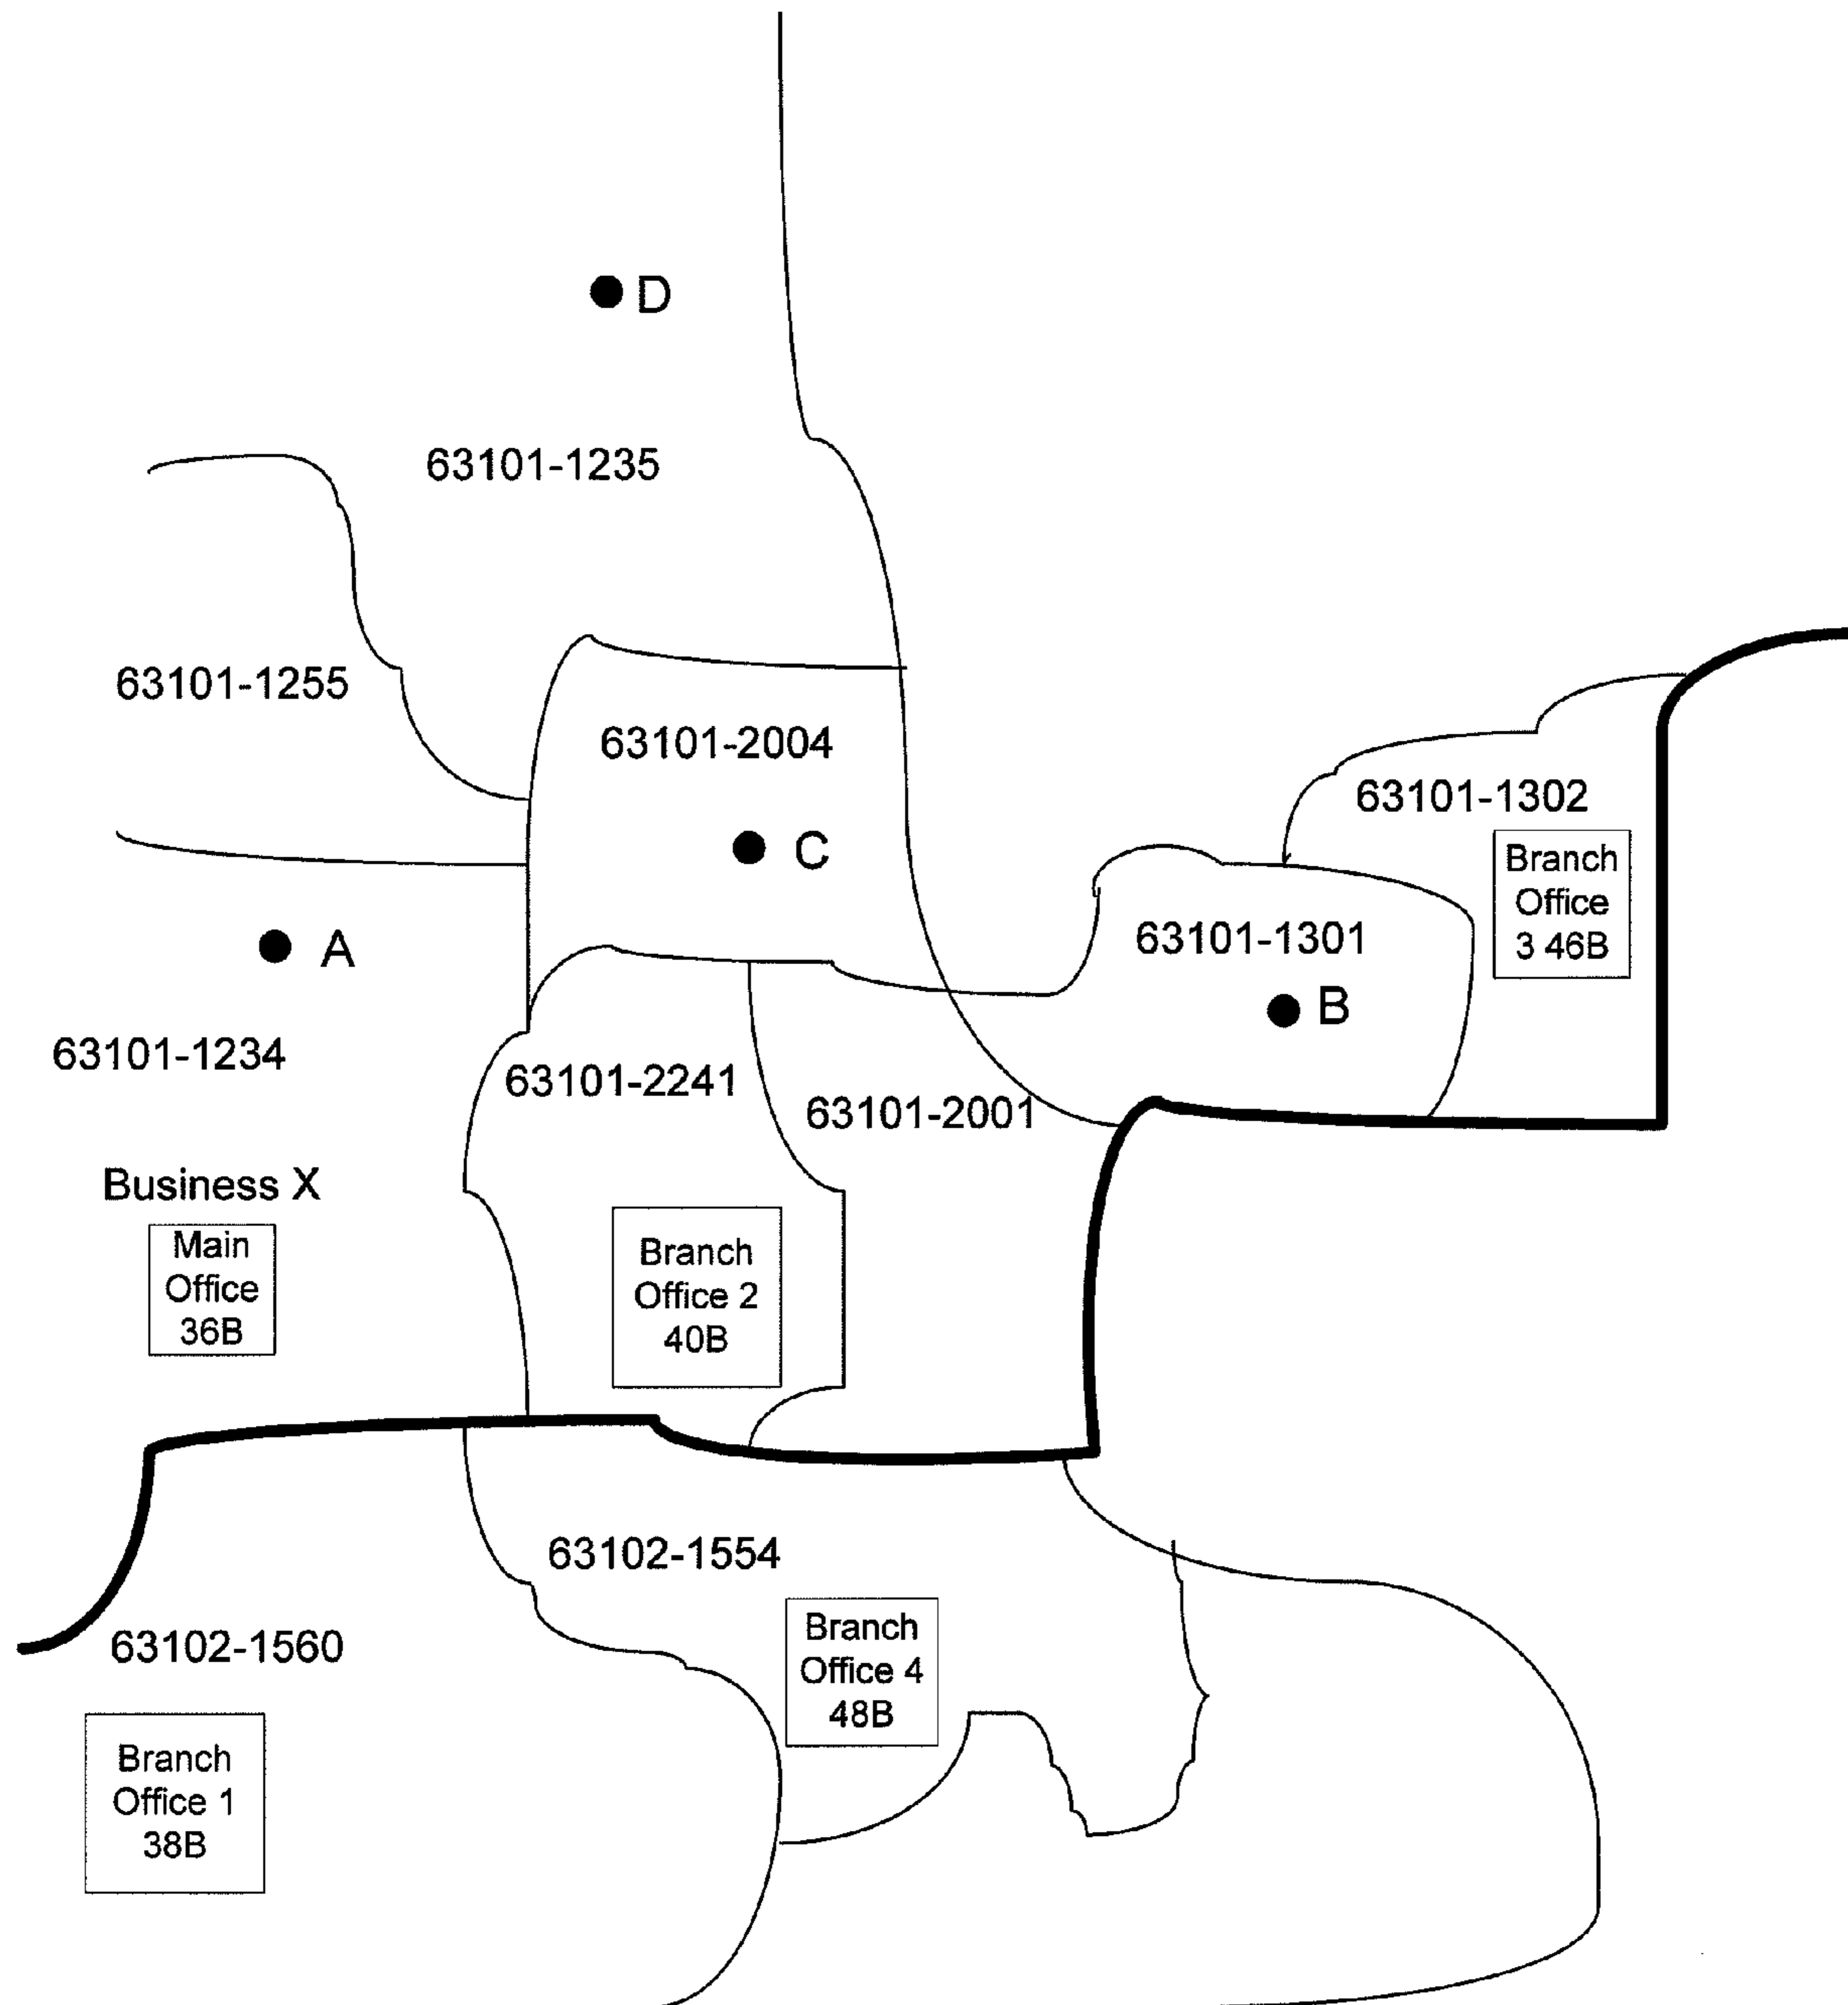 D
63101-1235
63101-1255
63101-2004
63101-1302
C
Branch
Office
3 46B
A
63101-1301
B
63101-1234
63101-2241
63101-2001
Business X
Main
Office
36B
Branch
Office 2
40B
63102-1554
63102-1560
Branch
Office 4
48B
Branch
Office 1
38B